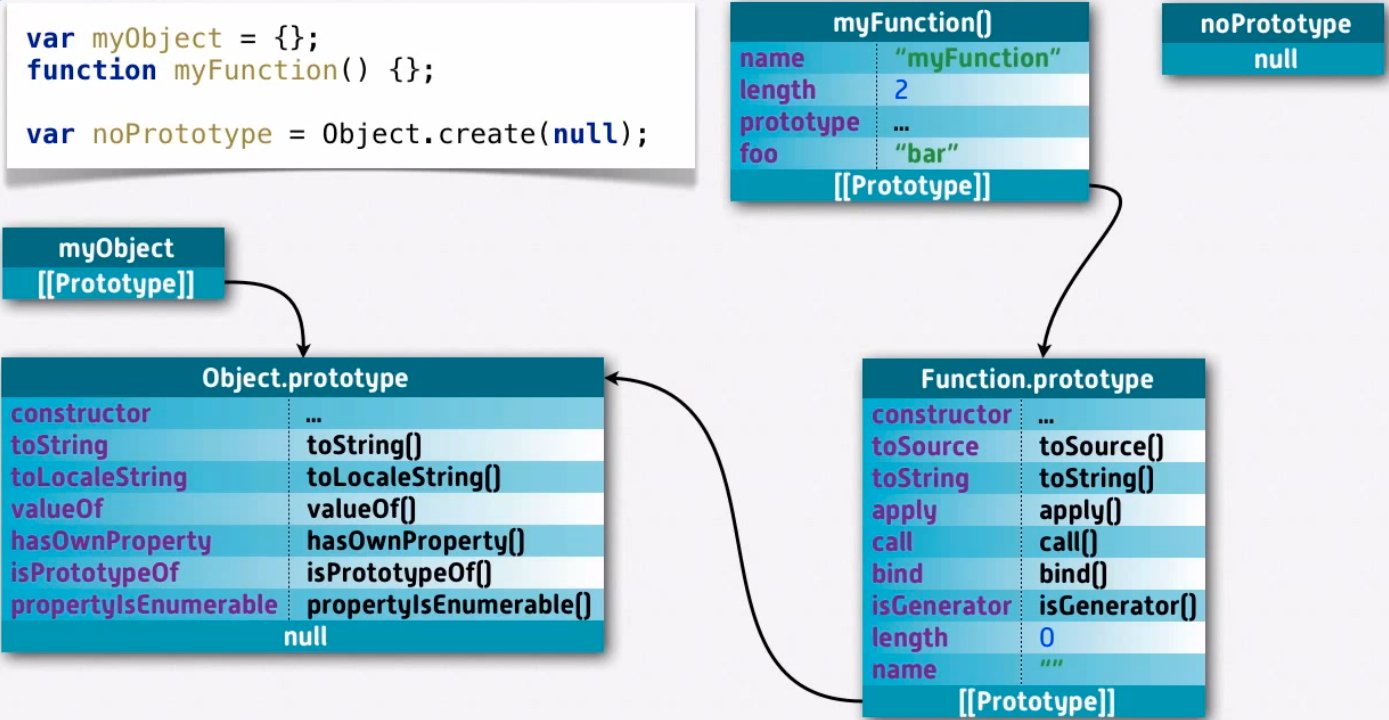 var myObject = {};
function myFunction() {};
var noPrototype = Object.create(null);
myFunction()
name “myFunction”
length 2
prototype ...
foo “bar”
[[Prototype]]
noPrototype
null
myObject
[[Prototype]]
Object.prototype
constructor ...
toString toString()
toLocaleString toLocaleString()
valueOf valueOf()
hasOwnProperty hasOwnProperty()
isPrototypeOf isPrototypeOf()
propertyIsEnumerable propertyIsEnumerable()
null
Function.prototype
constructor ...
toSource toSource()
toString toString()
apply apply()
call call()
bind bind()
isGenerator isGenerator()
length 0
name “”
[[Prototype]]